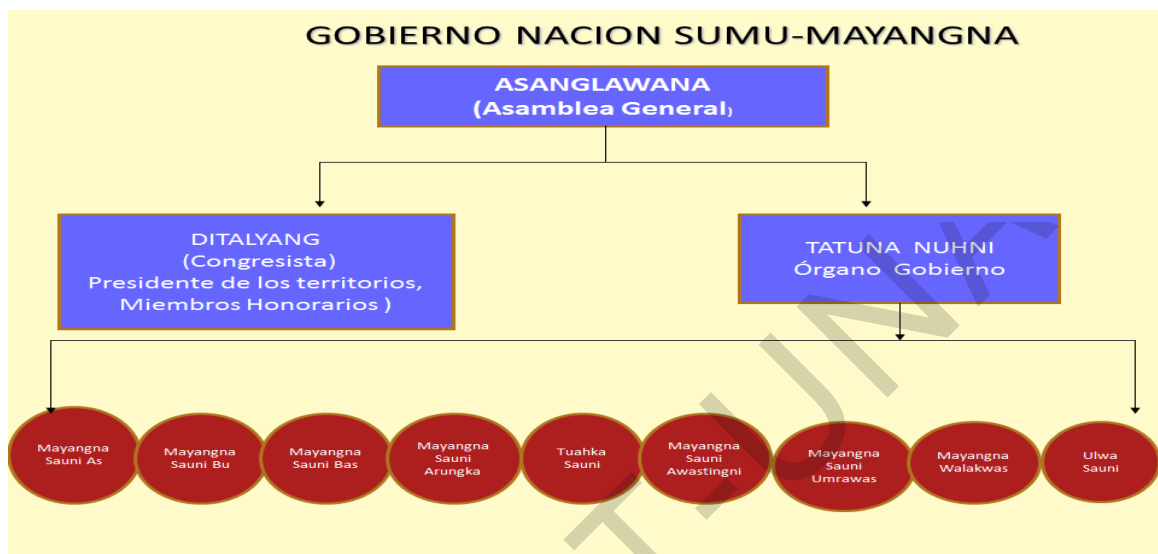 GOBIERNO NACION SUMU-MAYANGNA
ASANGLAWANA
(Asamblea General)
DITALYANG
(Congresista)
Presidente de los territorios,
Miembros Honorarios )
TATUNA NUHNI
Órgano Gobierno
Mayangna
Sauni As
Mayangna
Sauni Bu
Mayangna
Sauni Bas
Mayangna
Sauni
Arungka
Tuahka
Sauni
Mayangna
Sauni
Awastingni
Mayangna
Sauni
Umrawas
Mayangna
Walakwas
Ulwa
Sauni